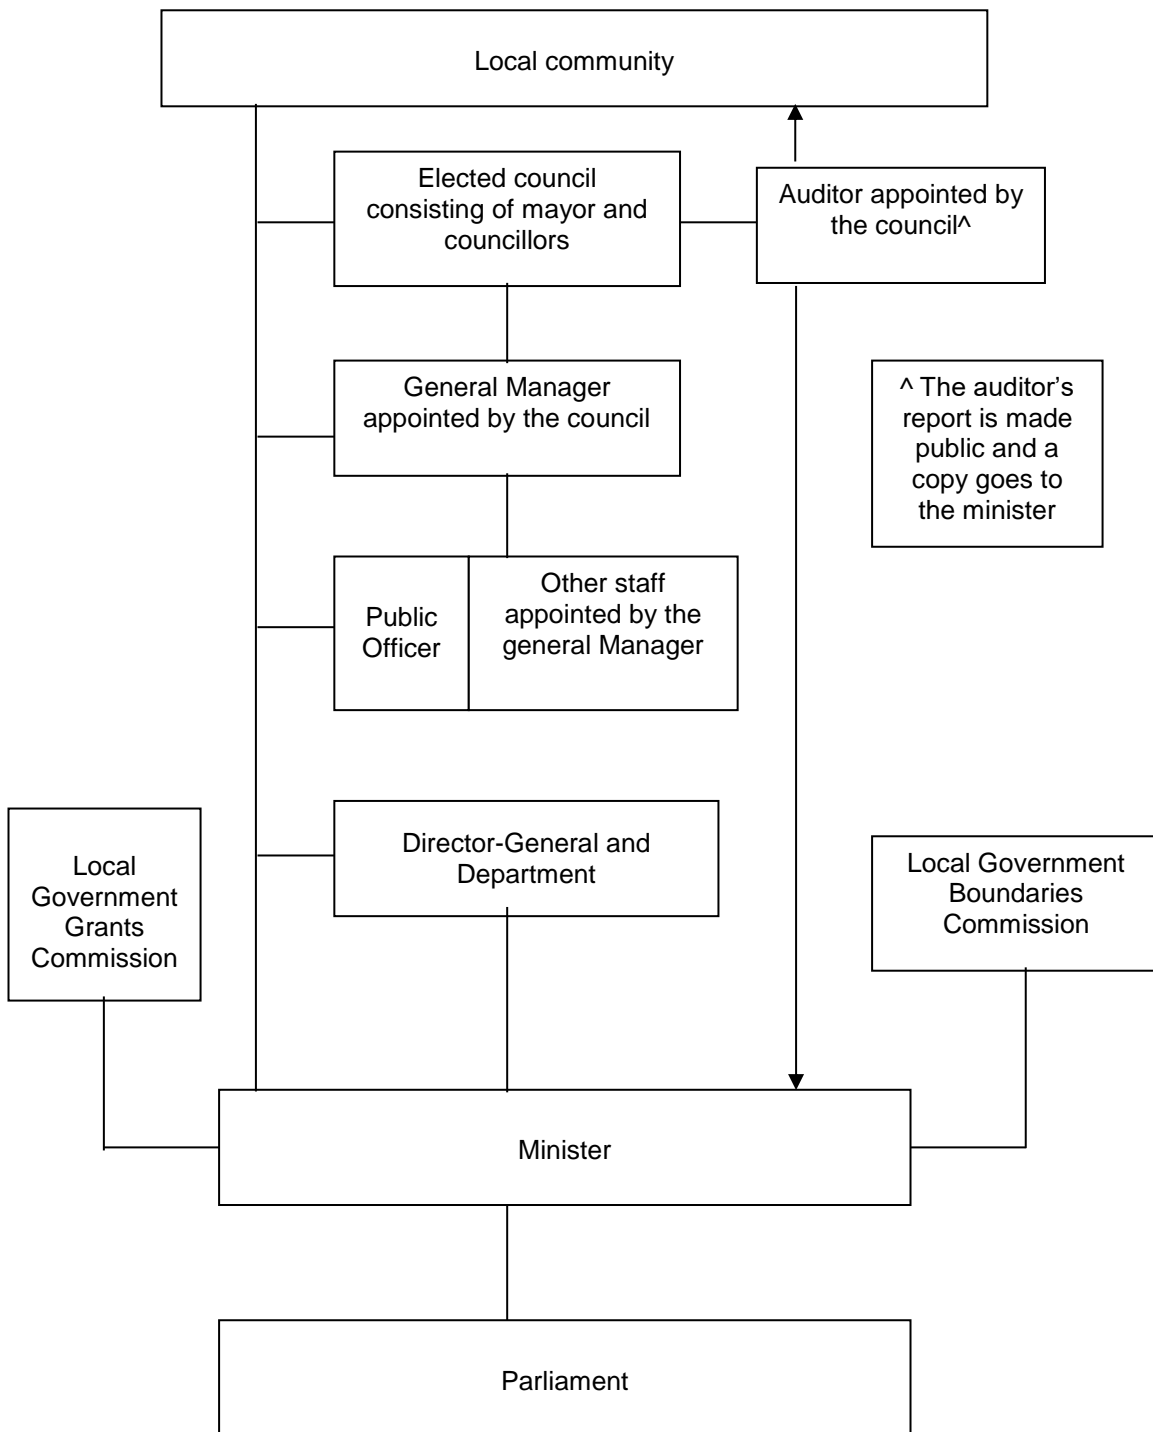 Local community
Elected council
consisting of mayor and
councillors
Auditor appointed by
the council^
General Manager
appointed by the council
^ The auditor’s
report is made
public and a
copy goes to
the minister
Public
Officer
Other staff
appointed by the
general Manager
Local
Government
Grants
Commission
Director-General and
Department
Local Government
Boundaries
Commission
Minister
Parliament